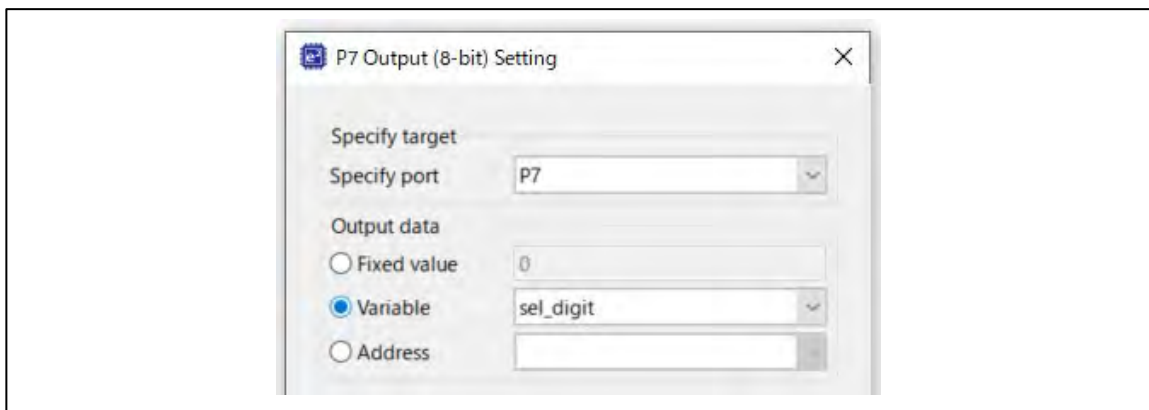 P7 Output (8-bit) Setting
Specify target
Specify port P7
Output data
Fixed value 0
Variable sel_digit
Address